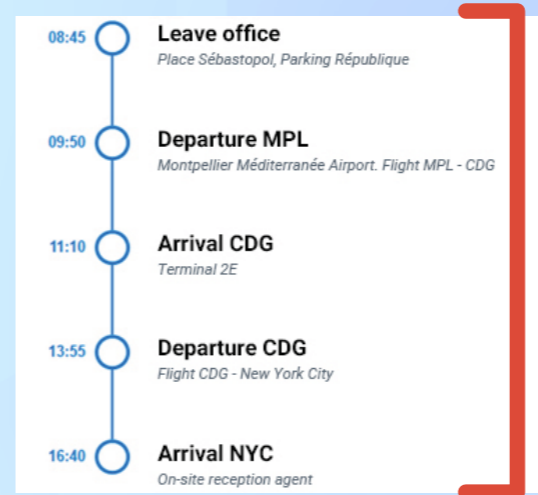 08:45 Leave office
Place Sébastopol, Parking République
09:50 Departure MPL
Montpellier Méditerranée Airport. Flight MPL - CDG
11:10 Arrival CDG
Terminal 2E
13:55 Departure CDG
Flight CDG - New York City
16:40 Arrival NYC
On-site reception agent